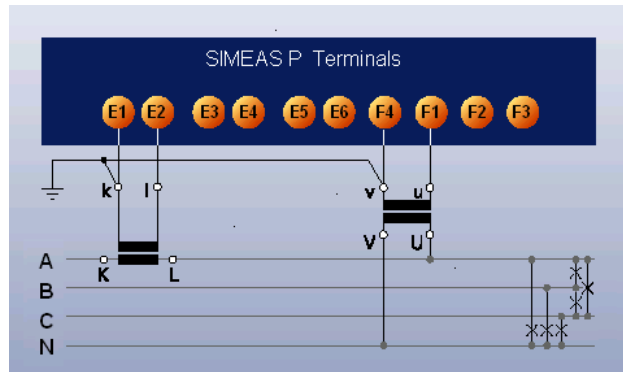 SIMEAS P Terminals
E1 E2 E3 E4 E5 E6 F4 F1 F2 F3
k l v u
V U
A
K L
B
C
N